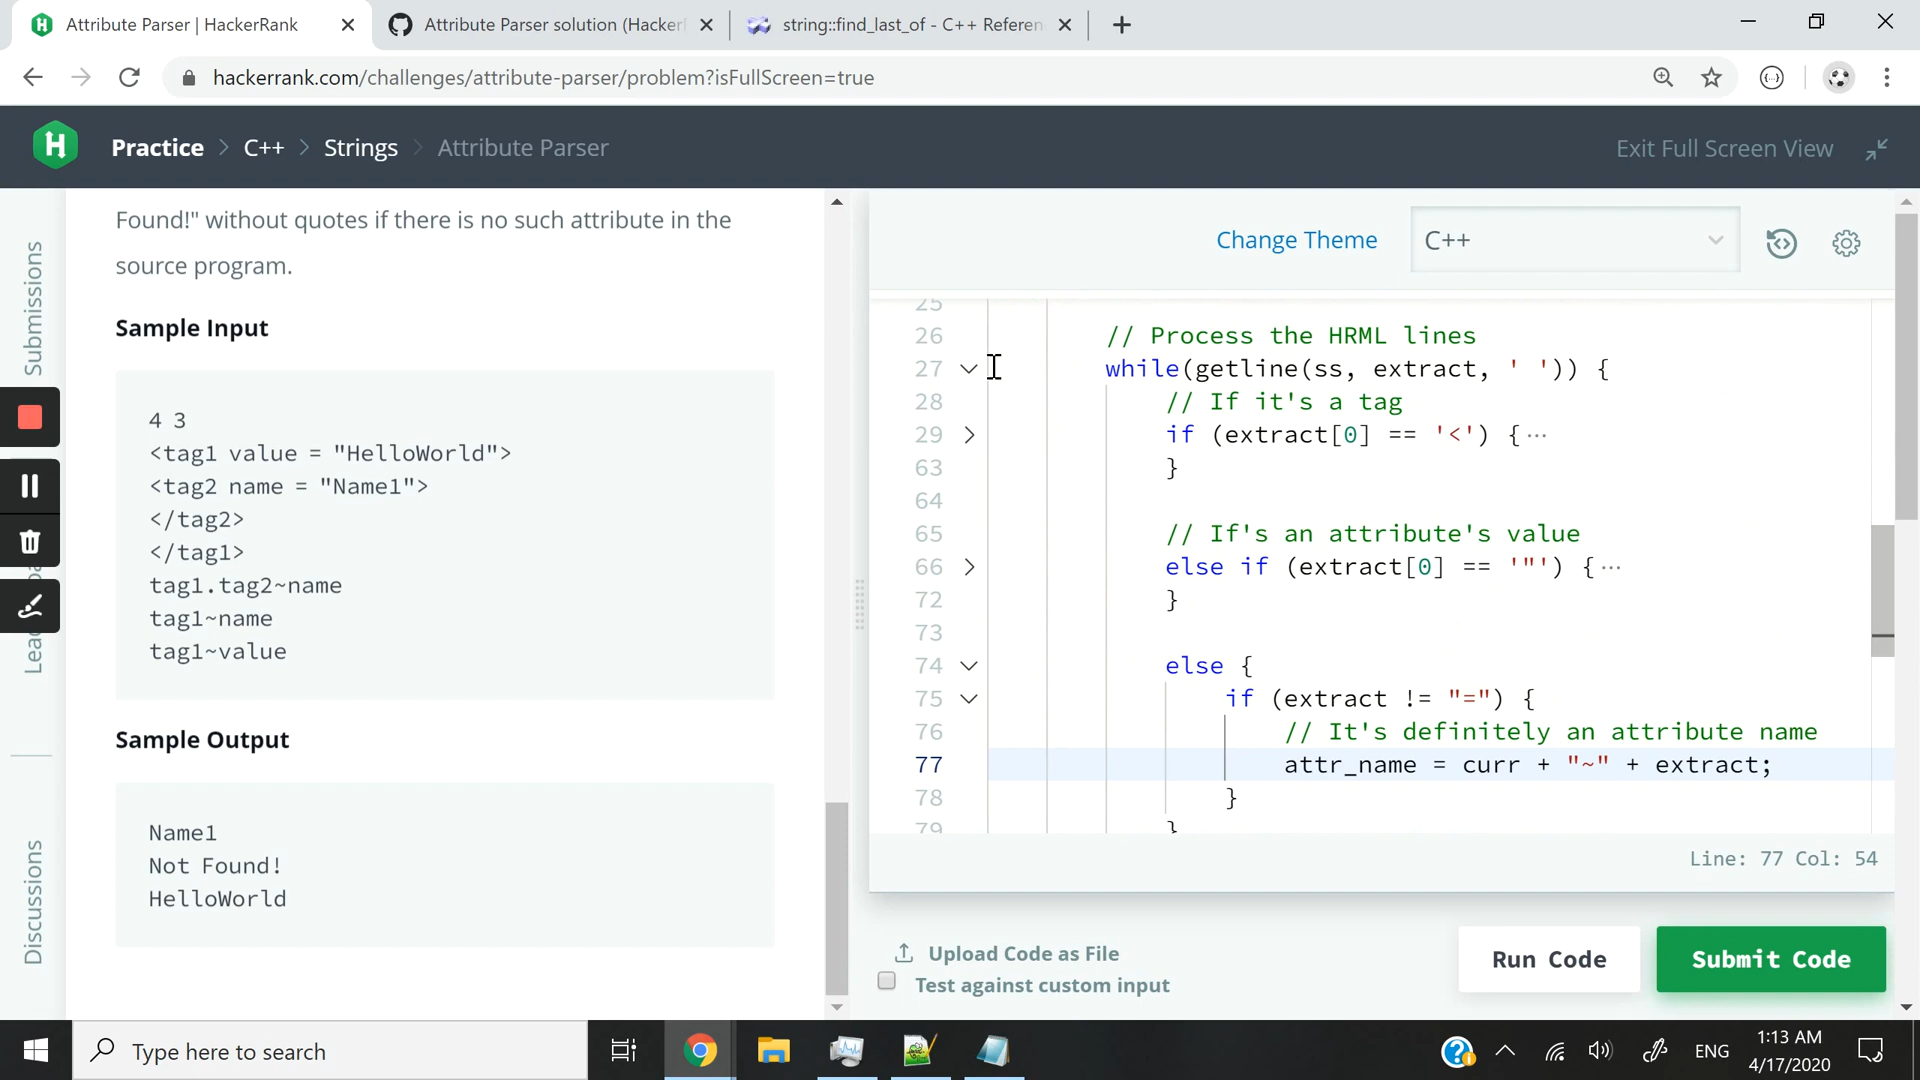 Attribute Parser | HackerRank
Attribute Parser solution (Hacker
string::find_last_of - C++ Referen
hackerrank.com/challenges/attribute-parser/problem?isFullScreen=true
H
Practice > C++ > Strings > Attribute Parser
Exit Full Screen View
Submissions
Discussions
Found!" without quotes if there is no such attribute in the
source program.
Sample Input
4 3
<tag1 value = "HelloWorld">
<tag2 name = "Name1">
</tag2>
</tag1>
tag1.tag2~name
tag1~name
tag1~value
Sample Output
Name1
Not Found!
HelloWorld
Change Theme
C++
25
26 // Process the HRML lines
27 while(getline(ss, extract, ' ')) {
28 // If it's a tag
29 if (extract[0] == '<') {...
63 }
64
65 // If's an attribute's value
66 else if (extract[0] == '"') {...
72 }
73
74 else {
75 if (extract != "=") {
76 // It's definitely an attribute name
77 attr_name = curr + "~" + extract;
78 }
79 }
Line: 77 Col: 54
Upload Code as File
Test against custom input
Run Code
Submit Code
Type here to search
ENG
1:13 AM
4/17/2020